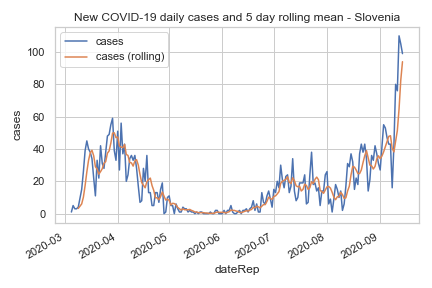 New COVID-19 daily cases and 5 day rolling mean - Slovenia
cases
cases (rolling)
cases
100
80
60
40
20
0
2020-03
2020-04
2020-05
2020-06
2020-07
2020-08
2020-09
dateRep